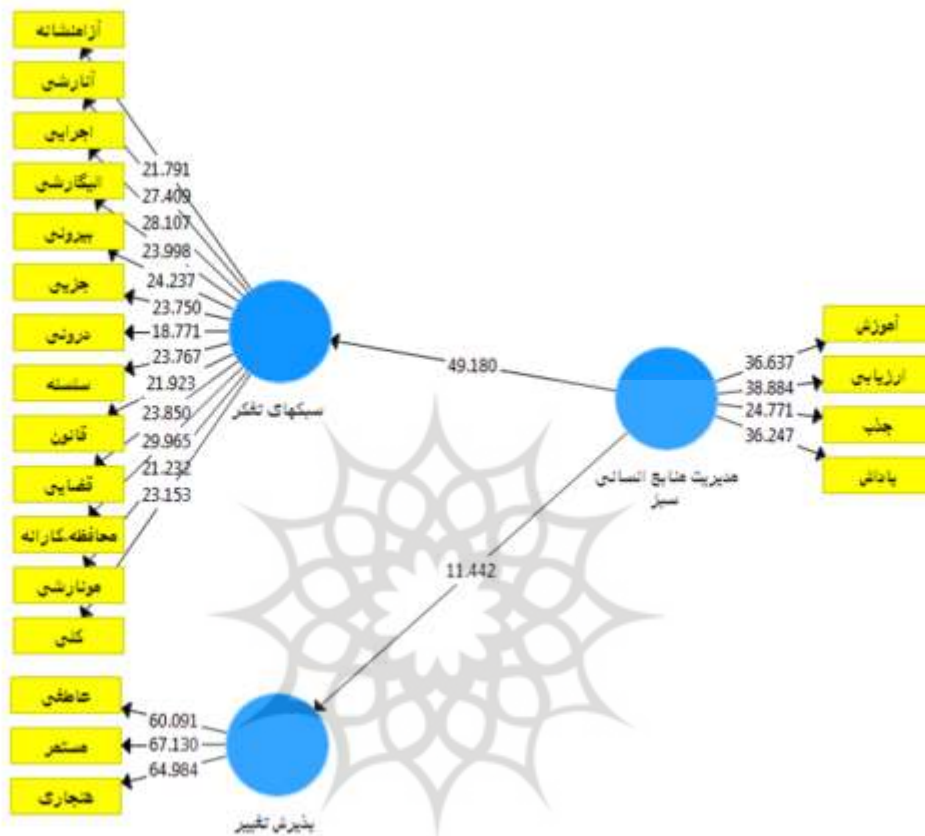 آزادمنشانه
آنارشی
اجرایی
الیگارشی
بیرونی
جزیی
درونی
سلسله
قانون
قضایی
محافظه‌کارانه
مونارشی
کلی
21.791
27.409
28.107
23.998
24.237
23.750
18.771
23.767
21.923
23.850
29.965
21.232
23.153
سبکهای تفکر
49.180
مدیریت منابع انسانی
سبز
36.637
38.884
24.771
36.247
آموزش
ارزیابی
جذب
پاداش
11.442
عاطفی
مستمر
هنجاری
60.091
67.130
64.984
پذیرش تغییر